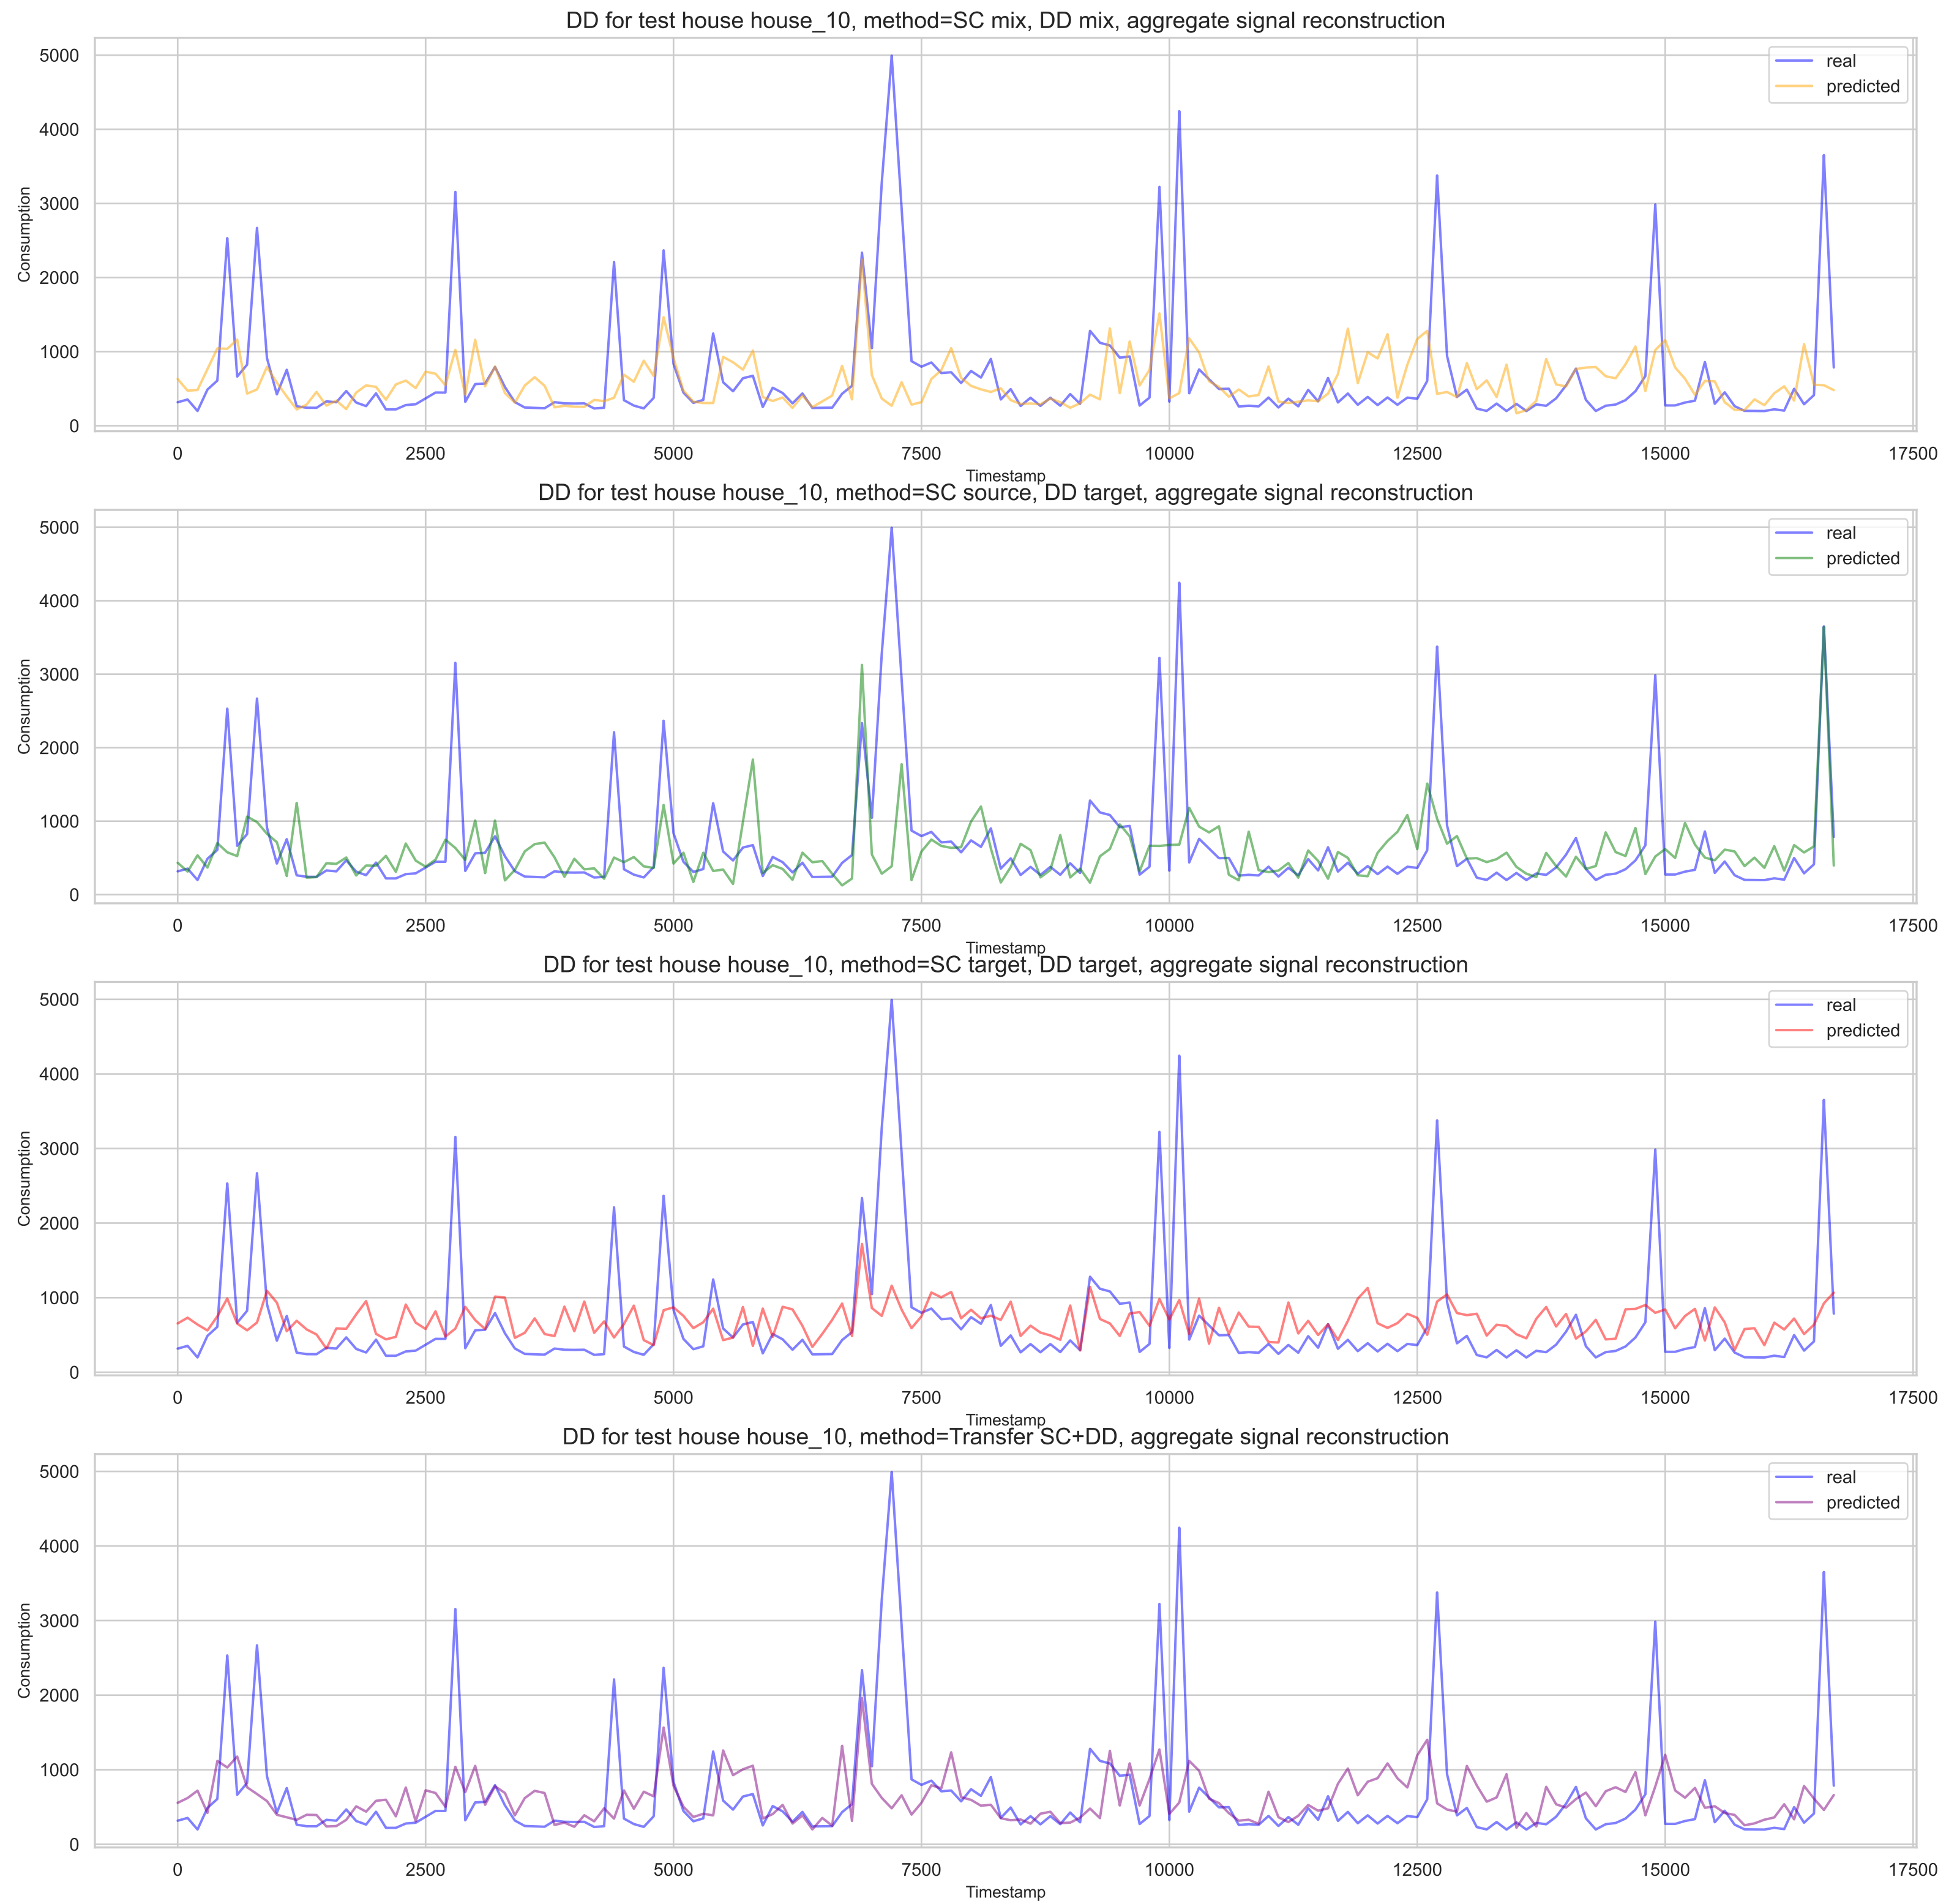 DD for test house house_10, method=SC mix, DD mix, aggregate signal reconstruction
real
predicted
5000
4000
3000
2000
1000
0
Consumption
0 2500 5000 7500 10000 12500 15000 17500
Timestamp
DD for test house house_10, method=SC source, DD target, aggregate signal reconstruction
real
predicted
5000
4000
3000
2000
1000
0
Consumption
0 2500 5000 7500 10000 12500 15000 17500
Timestamp
DD for test house house_10, method=SC target, DD target, aggregate signal reconstruction
real
predicted
5000
4000
3000
2000
1000
0
Consumption
0 2500 5000 7500 10000 12500 15000 17500
Timestamp
DD for test house house_10, method=Transfer SC+DD, aggregate signal reconstruction
real
predicted
5000
4000
3000
2000
1000
0
Consumption
0 2500 5000 7500 10000 12500 15000 17500
Timestamp